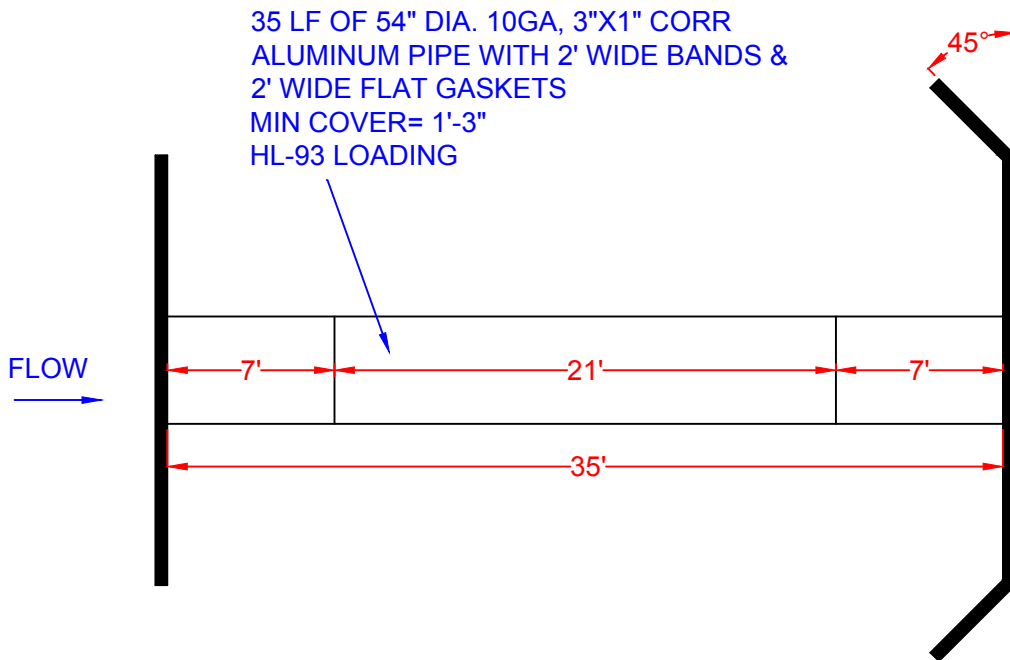 35 LF OF 54" DIA. 10GA, 3"X1" CORR
ALUMINUM PIPE WITH 2' WIDE BANDS &
2' WIDE FLAT GASKETS
MIN COVER= 1'-3"
HL-93 LOADING
45°
FLOW
7'
21'
7'
35'